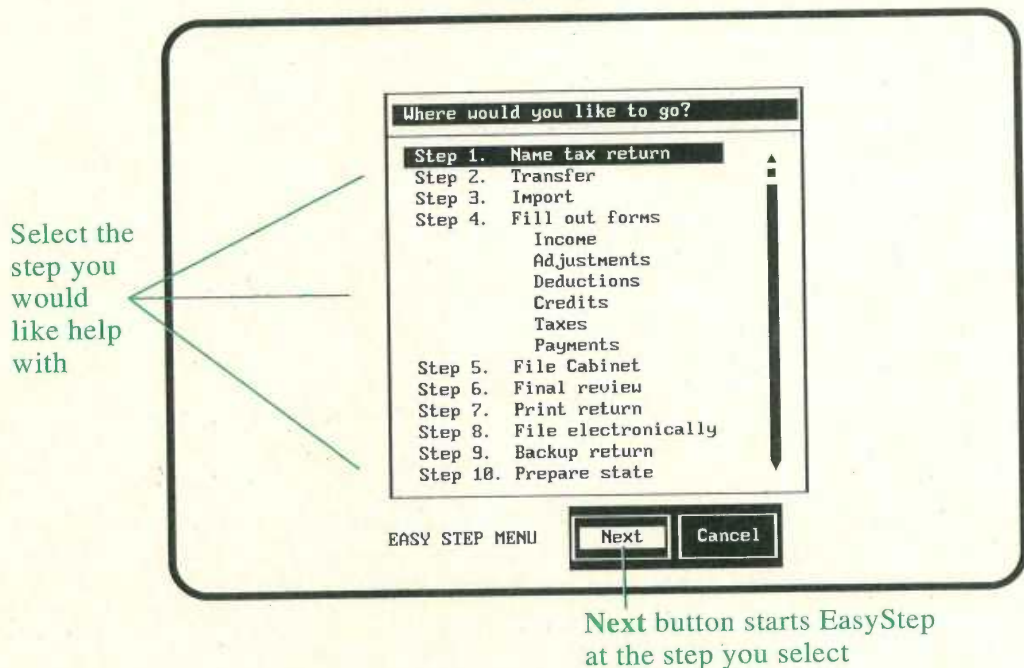 Where would you like to go?
Step 1. Name tax return
Step 2. Transfer
Step 3. Import
Step 4. Fill out forms
Income
Adjustments
Deductions
Credits
Taxes
Payments
Step 5. File Cabinet
Step 6. Final review
Step 7. Print return
Step 8. File electronically
Step 9. Backup return
Step 10. Prepare state
EASY STEP MENU
Next
Cancel
Select the
step you
would
like help
with
Next button starts EasyStep
at the step you select